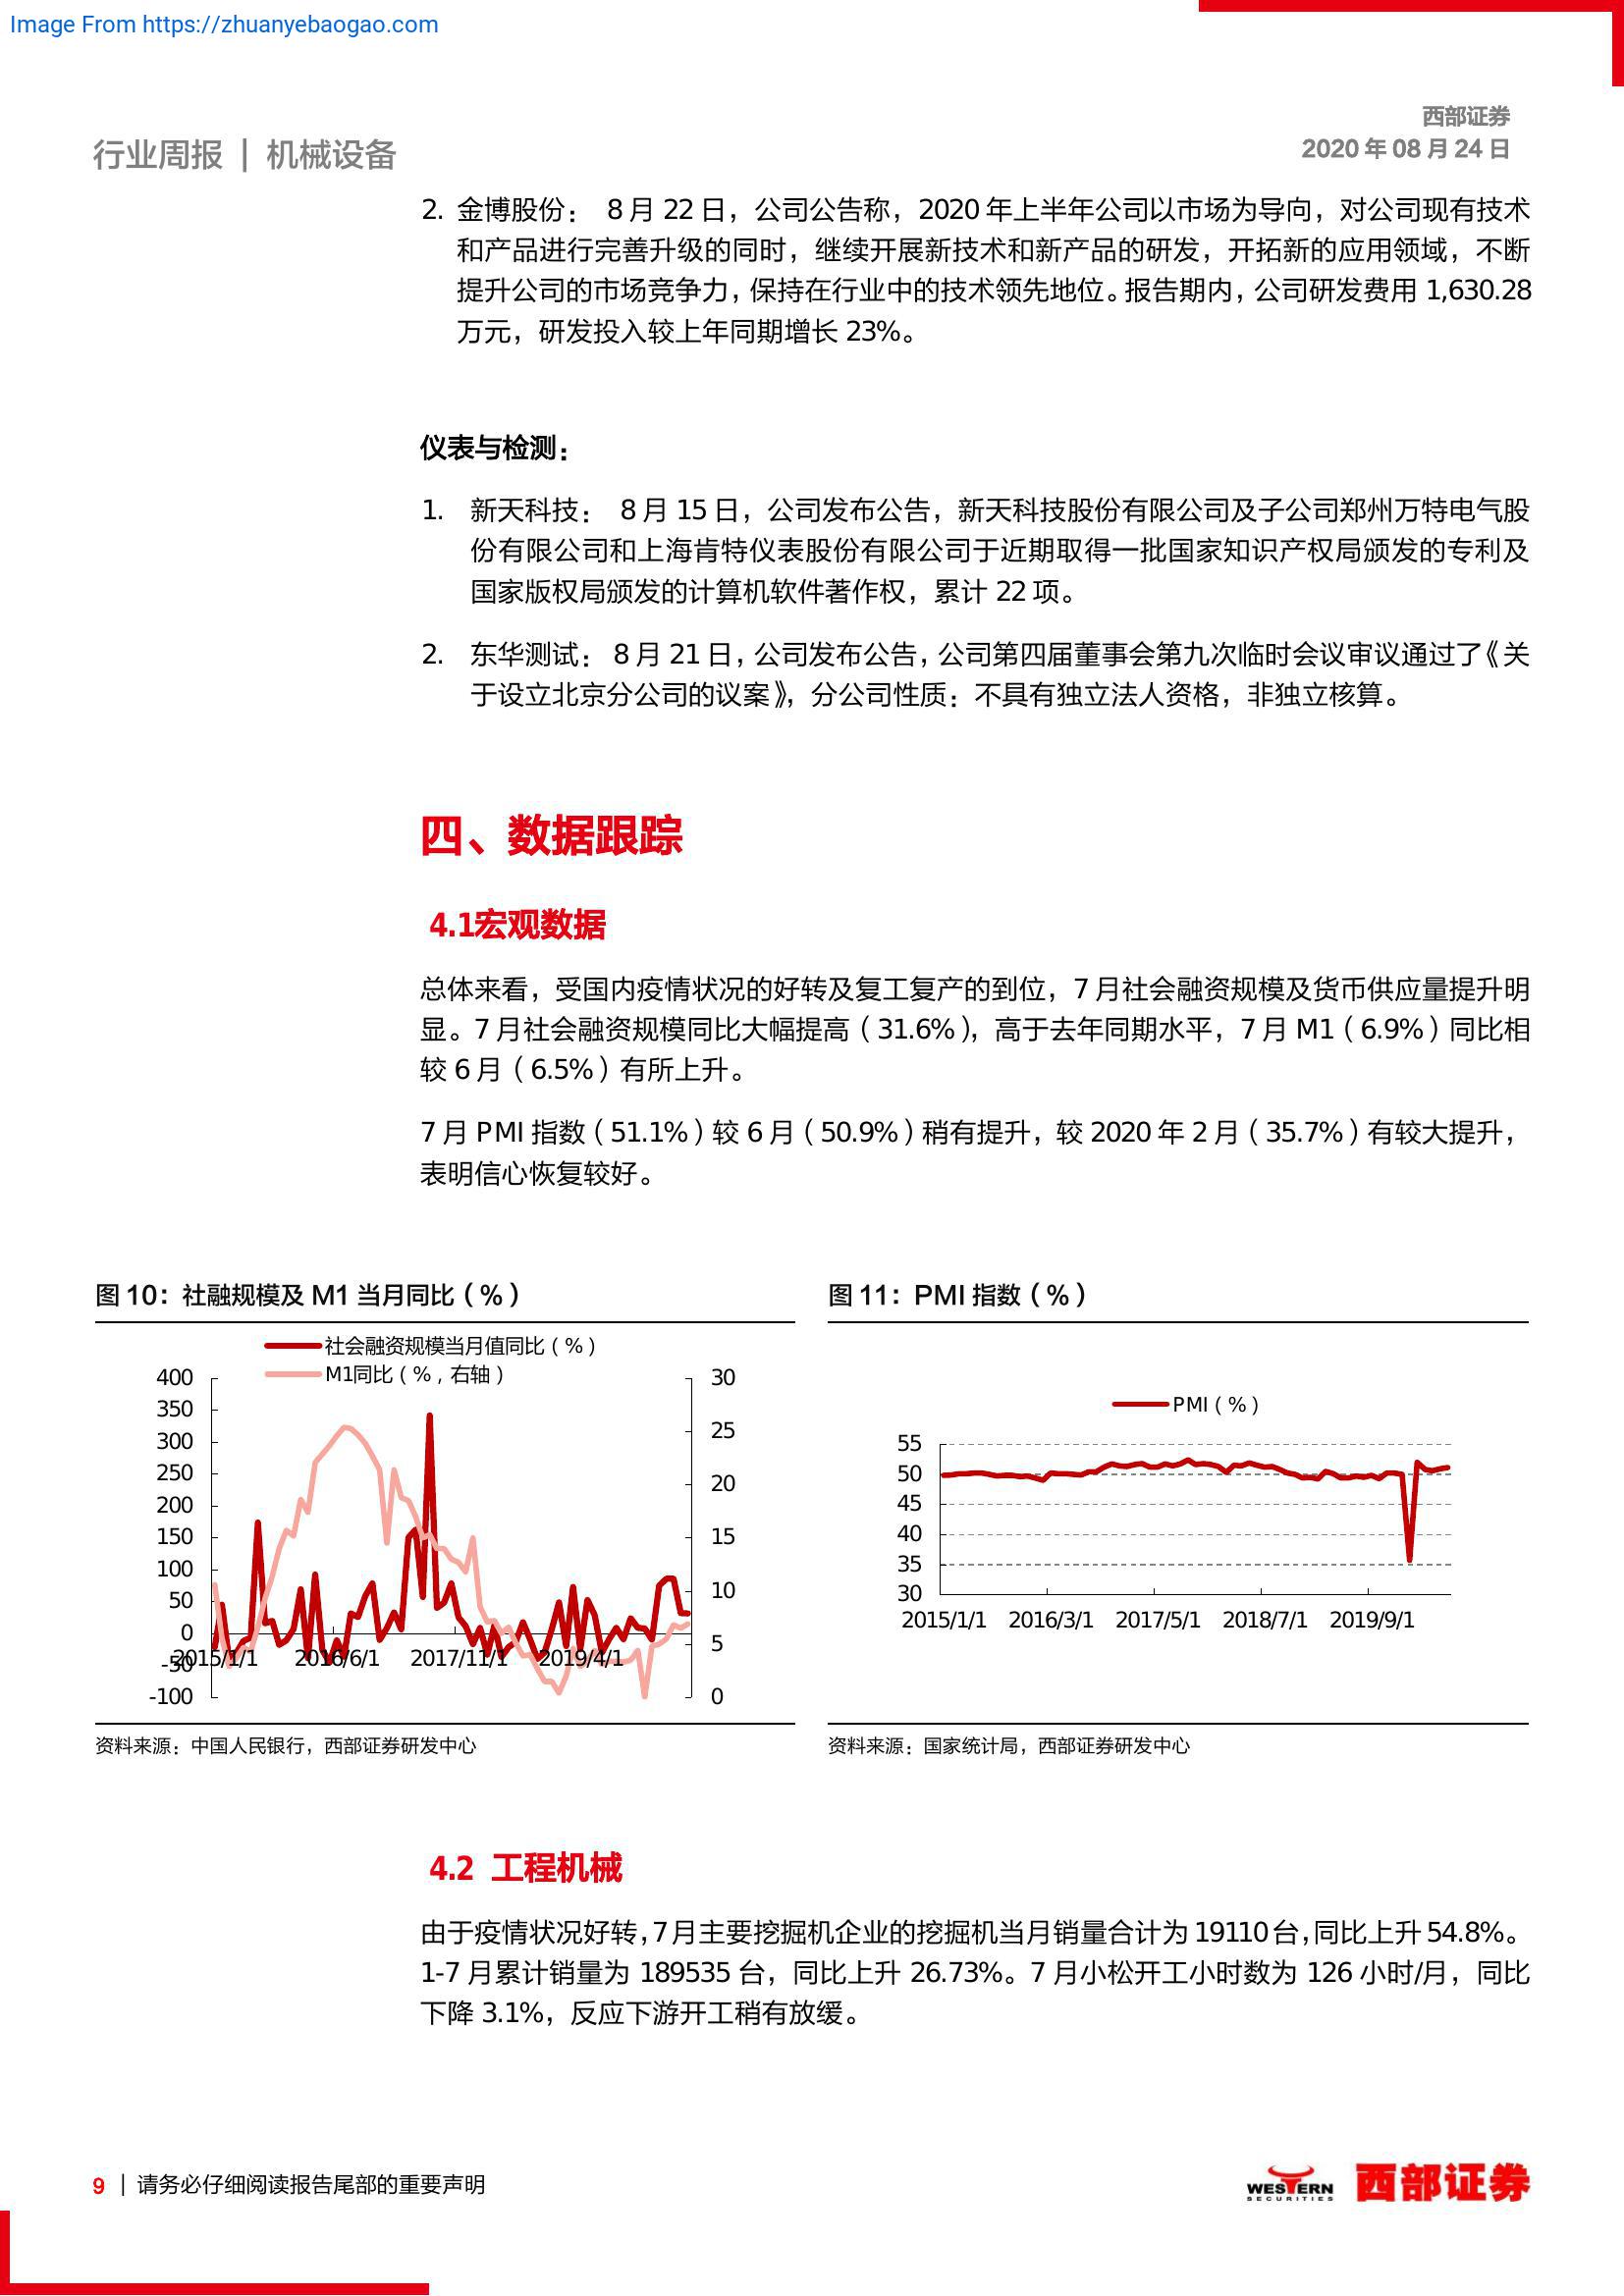 Image From https://zhuanyebaogao.com
西部证券
行业周报 | 机械设备
2020 年 08 月 24 日
2. 金博股份： 8 月 22 日，公司公告称，2020 年上半年公司以市场为导向，对公司现有技术
和产品进行完善升级的同时，继续开展新技术和新产品的研发，开拓新的应用领域，不断
提升公司的市场竞争力，保持在行业中的技术领先地位。报告期内，公司研发费用 1,630.28
万元，研发投入较上年同期增长 23%。
仪表与检测：
1. 新天科技： 8 月 15 日，公司发布公告，新天科技股份有限公司及子公司郑州万特电气股
份有限公司和上海肯特仪表股份有限公司于近期取得一批国家知识产权局颁发的专利及
国家版权局颁发的计算机软件著作权，累计 22 项。
2. 东华测试： 8 月 21 日，公司发布公告，公司第四届董事会第九次临时会议审议通过了《关
于设立北京分公司的议案》，分公司性质：不具有独立法人资格，非独立核算。
四、数据跟踪
4.1宏观数据
总体来看，受国内疫情状况的好转及复工复产的到位，7 月社会融资规模及货币供应量提升明
显。7 月社会融资规模同比大幅提高（31.6%），高于去年同期水平，7 月 M1（6.9%）同比相
较 6 月（6.5%）有所上升。
7 月 PMI 指数（51.1%）较 6 月（50.9%）稍有提升，较 2020 年 2 月（35.7%）有较大提升，
表明信心恢复较好。
图 10：社融规模及 M1 当月同比（%）
社会融资规模当月值同比（%）
M1同比（%，右轴）
400
350
300
250
200
150
100
50
0
-50
-100
30
25
20
15
10
5
0
2015/1/1 2016/6/1 2017/11/1 2019/4/1
资料来源：中国人民银行，西部证券研发中心
图 11：PMI 指数（%）
PMI（%）
55
50
45
40
35
30
2015/1/1 2016/3/1 2017/5/1 2018/7/1 2019/9/1
资料来源：国家统计局，西部证券研发中心
4.2 工程机械
由于疫情状况好转，7 月主要挖掘机企业的挖掘机当月销量合计为 19110 台，同比上升 54.8%。
1-7 月累计销量为 189535 台，同比上升 26.73%。7 月小松开工小时数为 126 小时/月，同比
下降 3.1%，反应下游开工稍有放缓。
9 | 请务必仔细阅读报告尾部的重要声明
WESTERN
SECURITIES
西部证券